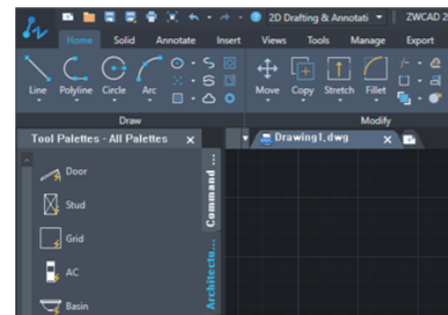 2D Drafting & Annotati
ZWCAD 20
Home Solid Annotate Insert Views Tools Manage Export
Line Polyline Circle Arc Move Copy Stretch Fillet
Draw Modify
Tool Palettes - All Palettes
Drawing1.dwg
Command ...
Architectu...
Door
Stud
Grid
AC
Basin